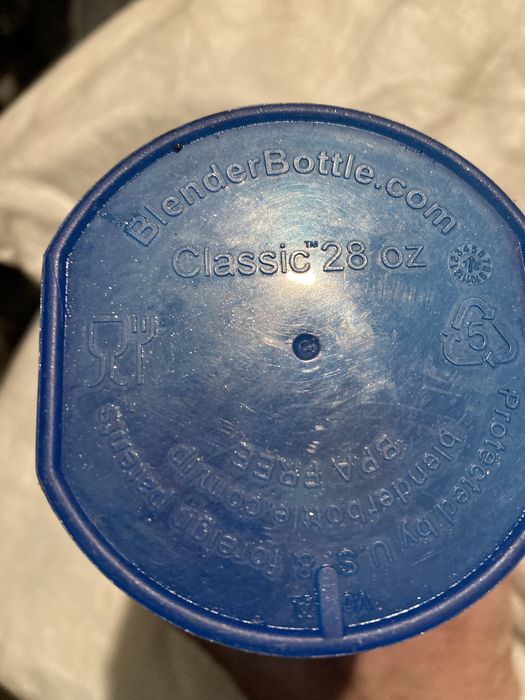 BlenderBottle.com
Classic™ 28 oz
5
BPA FREE
blenderbottle.com/ip
Protected by U.S. & foreign patents